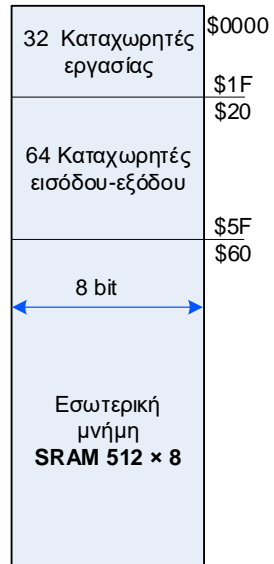 32 Καταχωρητές
εργασίας
$0000
$1F
$20
64 Καταχωρητές
εισόδου-εξόδου
$5F
$60
8 bit
Εσωτερική
μνήμη
SRAM 512 × 8